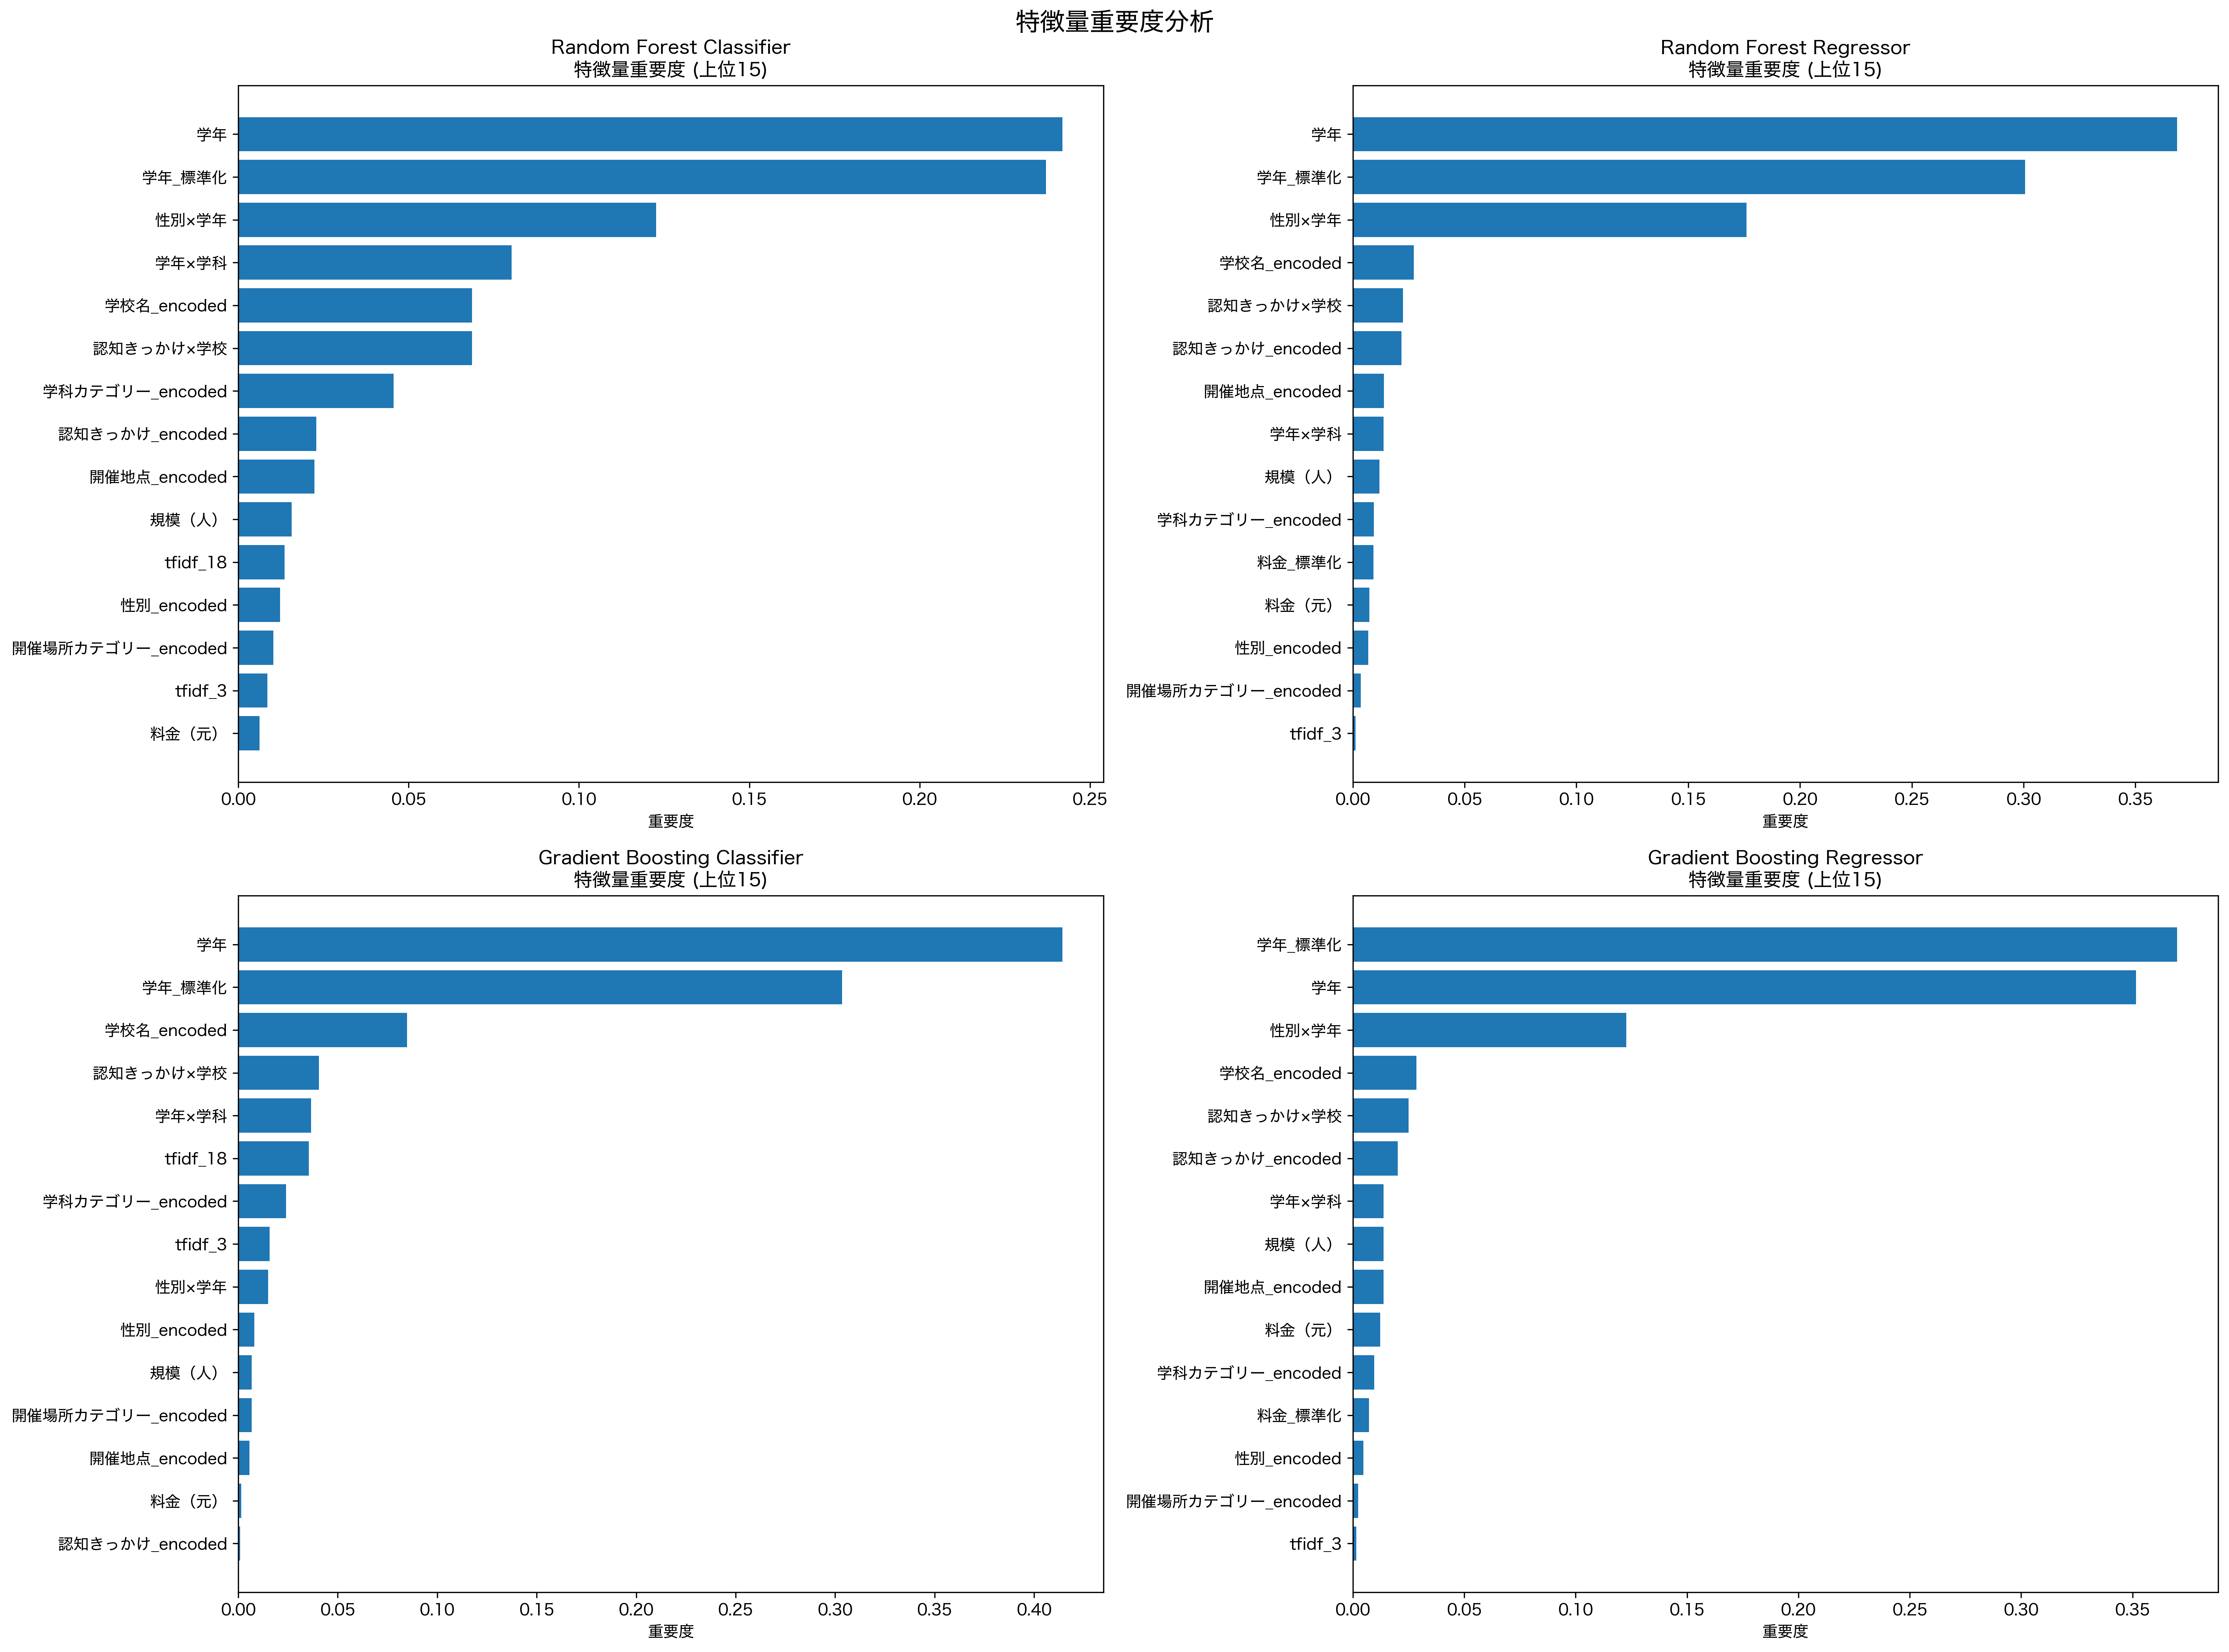 特徴量重要度分析
Random Forest Classifier
特徴量重要度 (上位15)
学年
学年_標準化
性別×学年
学年×学科
学校名_encoded
認知きっかけ×学校
学科カテゴリー_encoded
認知きっかけ_encoded
開催地点_encoded
規模（人）
tfidf_18
性別_encoded
開催場所カテゴリー_encoded
tfidf_3
料金（元）
0.00 0.05 0.10 0.15 0.20 0.25
重要度
Random Forest Regressor
特徴量重要度 (上位15)
学年
学年_標準化
性別×学年
学校名_encoded
認知きっかけ×学校
認知きっかけ_encoded
開催地点_encoded
学年×学科
規模（人）
学科カテゴリー_encoded
料金_標準化
料金（元）
性別_encoded
開催場所カテゴリー_encoded
tfidf_3
0.00 0.05 0.10 0.15 0.20 0.25 0.30 0.35
重要度
Gradient Boosting Classifier
特徴量重要度 (上位15)
学年
学年_標準化
学校名_encoded
認知きっかけ×学校
学年×学科
tfidf_18
学科カテゴリー_encoded
tfidf_3
性別×学年
性別_encoded
規模（人）
開催場所カテゴリー_encoded
開催地点_encoded
料金（元）
認知きっかけ_encoded
0.00 0.05 0.10 0.15 0.20 0.25 0.30 0.35 0.40
重要度
Gradient Boosting Regressor
特徴量重要度 (上位15)
学年_標準化
学年
性別×学年
学校名_encoded
認知きっかけ×学校
認知きっかけ_encoded
学年×学科
規模（人）
開催地点_encoded
料金（元）
学科カテゴリー_encoded
料金_標準化
性別_encoded
開催場所カテゴリー_encoded
tfidf_3
0.00 0.05 0.10 0.15 0.20 0.25 0.30 0.35
重要度